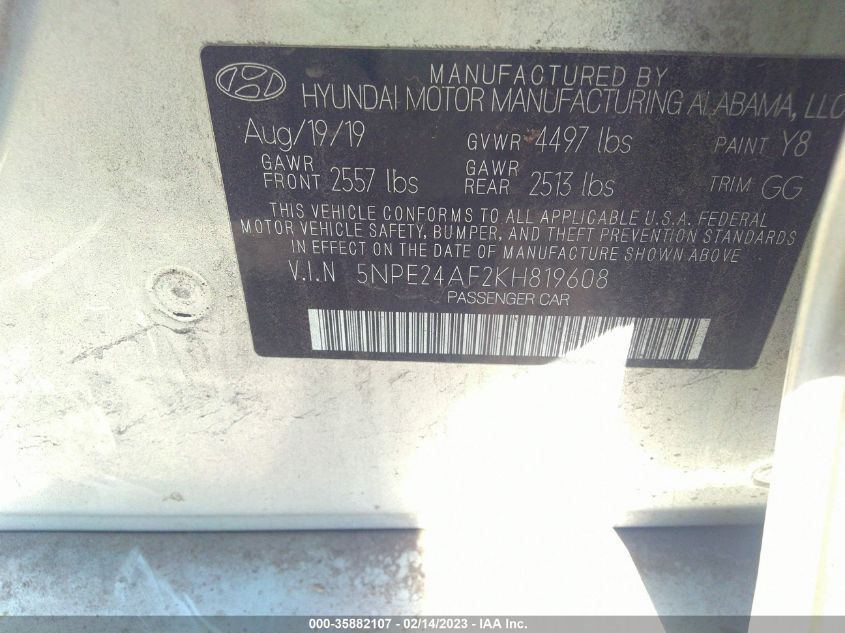 MANUFACTURED BY
HYUNDAI MOTOR MANUFACTURING ALABAMA, LLC
Aug/19/19 GVWR 4497 lbs PAINT Y8
GAWR FRONT 2557 lbs GAWR REAR 2513 lbs TRIM GG
THIS VEHICLE CONFORMS TO ALL APPLICABLE U.S.A. FEDERAL
MOTOR VEHICLE SAFETY, BUMPER, AND THEFT PREVENTION STANDARDS
IN EFFECT ON THE DATE OF MANUFACTURE SHOWN ABOVE
V.I.N 5NPE24AF2KH819608
PASSENGER CAR
000-35882107 - 02/14/2023 - IAA Inc.